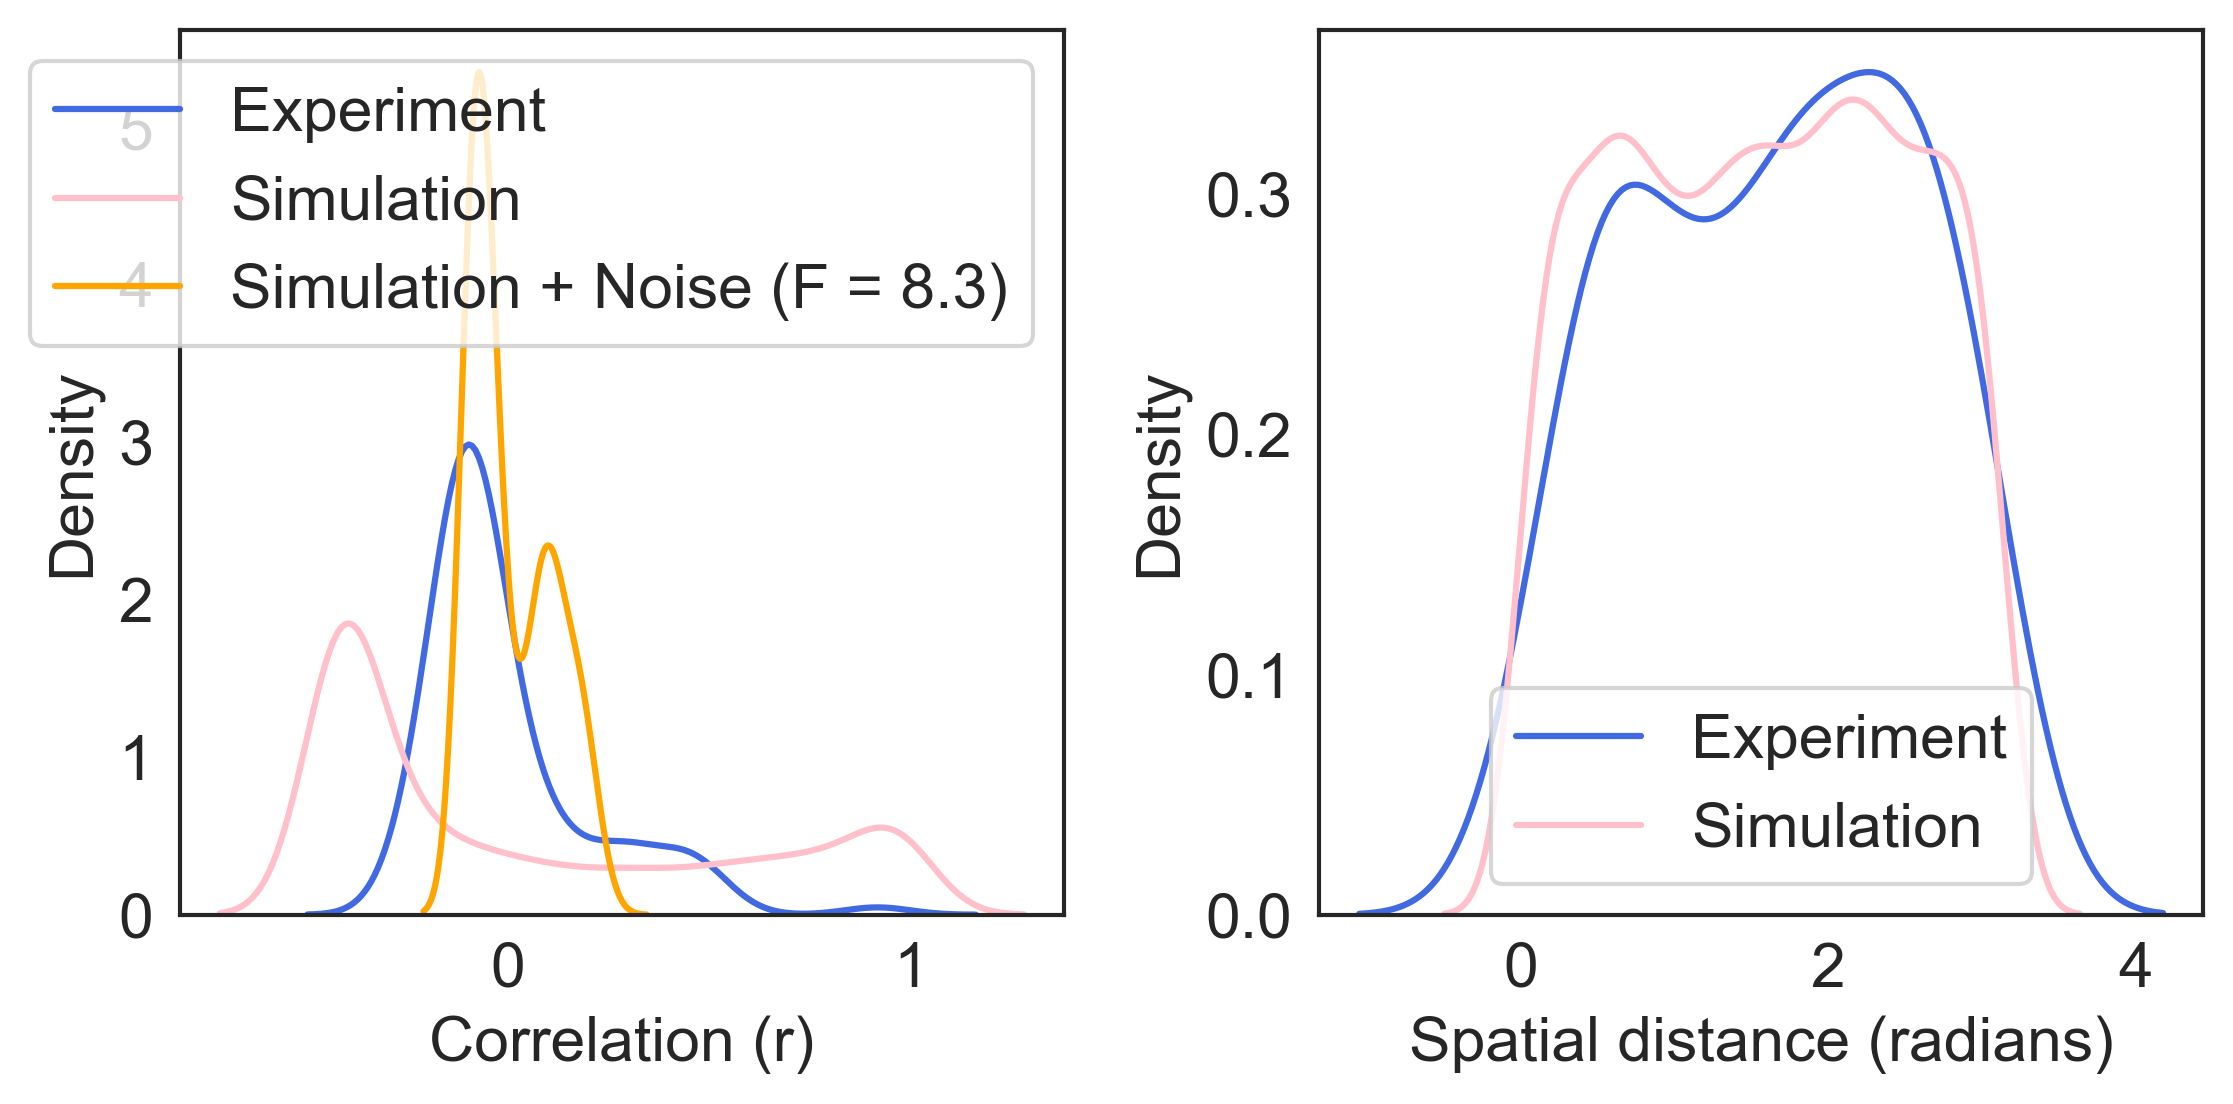 Experiment
Simulation
Simulation + Noise (F = 8.3)
5
4
3
2
1
0
Density
0 1
Correlation (r)
0.3
0.2
0.1
0.0
Density
Experiment
Simulation
0 2 4
Spatial distance (radians)